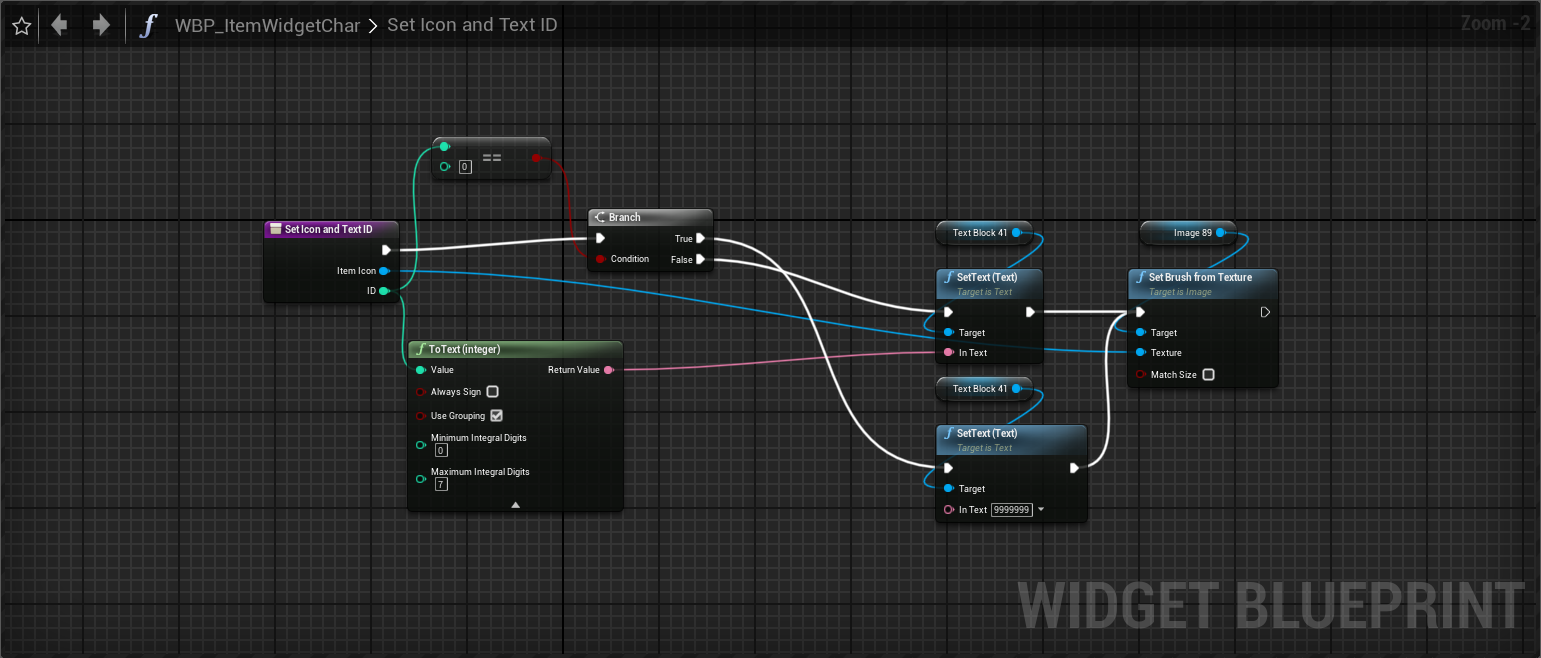 WBP_ItemWidgetChar > Set Icon and Text ID
Zoom -2
==
0
Set Icon and Text ID
Item Icon
ID
Branch
True
Condition
False
ToText (integer)
Value
Return Value
Always Sign
Use Grouping
Minimum Integral Digits
0
Maximum Integral Digits
7
Text Block 41
SetText (Text)
Target is Text
Target
In Text
Text Block 41
SetText (Text)
Target is Text
Target
In Text 9999999
Image 89
Set Brush from Texture
Target is Image
Target
Texture
Match Size
WIDGET BLUEPRINT